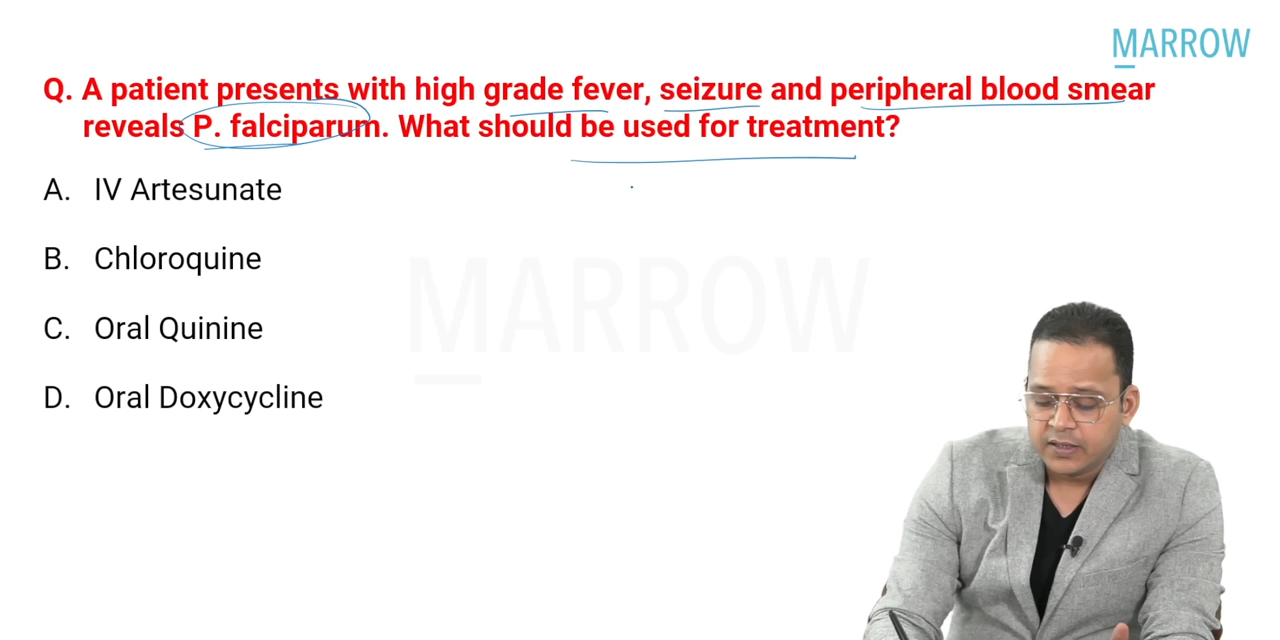 MARROW
Q. A patient presents with high grade fever, seizure and peripheral blood smear
reveals P. falciparum. What should be used for treatment?
A. IV Artesunate
B. Chloroquine
C. Oral Quinine
D. Oral Doxycycline
MARROW